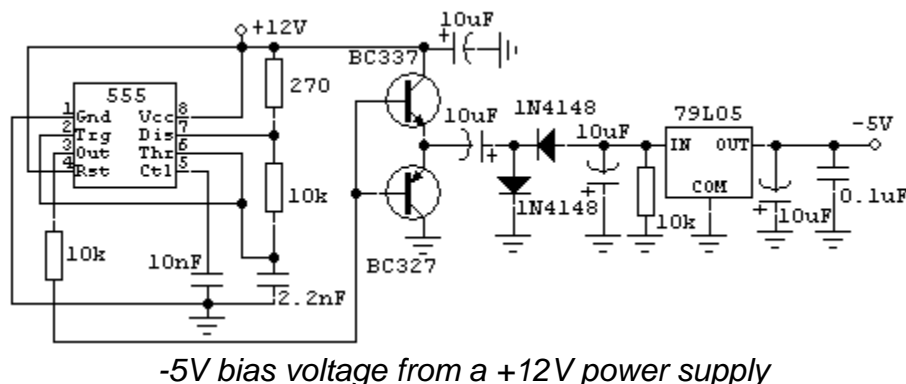 +12V
10uF
BC337
270
555
1 Gnd Vcc 8
2 Trg Dis 7
3 Out Thr 6
4 Rst Ctl 5
10uF
1N4148
10uF
79L05
-5V
IN OUT
COM
10k
1N4148
10k
10uF
0.1uF
10k
10nF
BC327
2.2nF
-5V bias voltage from a +12V power supply